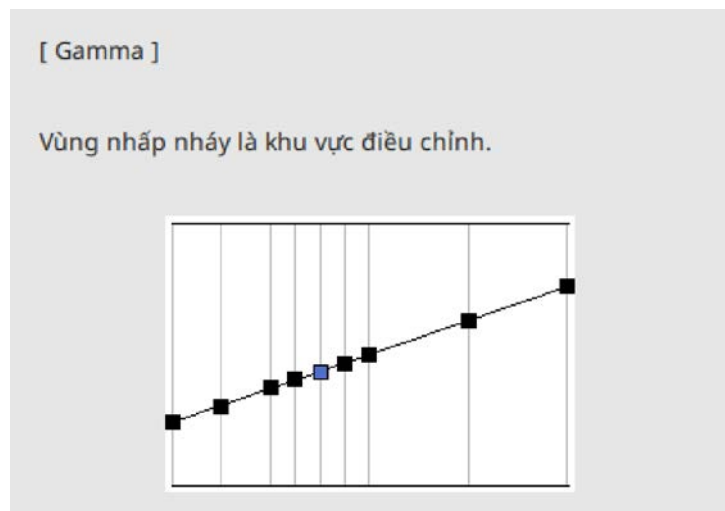 [ Gamma ]
Vùng nhấp nháy là khu vực điều chỉnh.